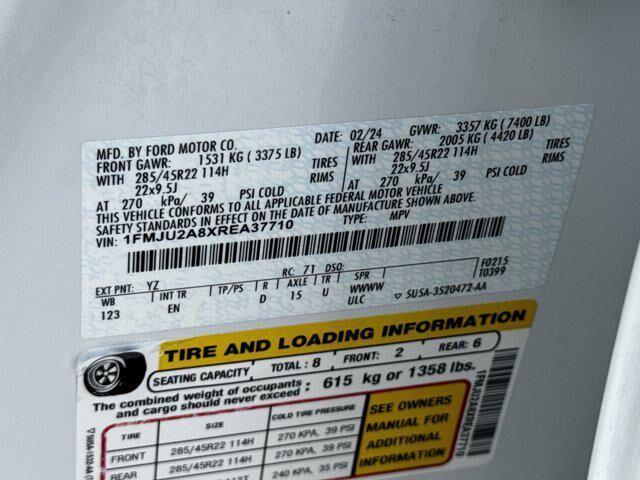 MFD. BY FORD MOTOR CO.
DATE: 02/24 GVWR: 3357 KG ( 7400 LB)
FRONT GAWR: 1531 KG ( 3375 LB) REAR GAWR: 2005 KG ( 4420 LB)
WITH 285/45R22 114H TIRES WITH 285/45R22 114H TIRES
22x9.5J RIMS 22x9.5J RIMS
AT 270 kPa/ 39 PSI COLD AT 270 kPa/ 39 PSI COLD
THIS VEHICLE CONFORMS TO ALL APPLICABLE FEDERAL MOTOR VEHICLE
SAFETY STANDARDS IN EFFECT ON THE DATE OF MANUFACTURE SHOWN ABOVE.
VIN: 1FMJU2A8XREA37710 TYPE: MPV
F0215
T0399
EXT PNT: YZ RC: 71 DSO:
WB INT TR TP/PS R AXLE TR SPR
123 EN D 15 U WWWW
ULC
▽ 5U5A-3520472-AA
TIRE AND LOADING INFORMATION
SEATING CAPACITY TOTAL: 8 FRONT: 2 REAR: 6
The combined weight of occupants
and cargo should never exceed : 615 kg or 1358 lbs.
TIRE SIZE COLD TIRE PRESSURE
FRONT 285/45R22 114H 270 KPA, 39 PSI
REAR 285/45R22 114H 270 KPA, 39 PSI
240 KPA, 35 PSI
SEE OWNERS
MANUAL FOR
ADDITIONAL
INFORMATION
1FMJU2A8XREA37710